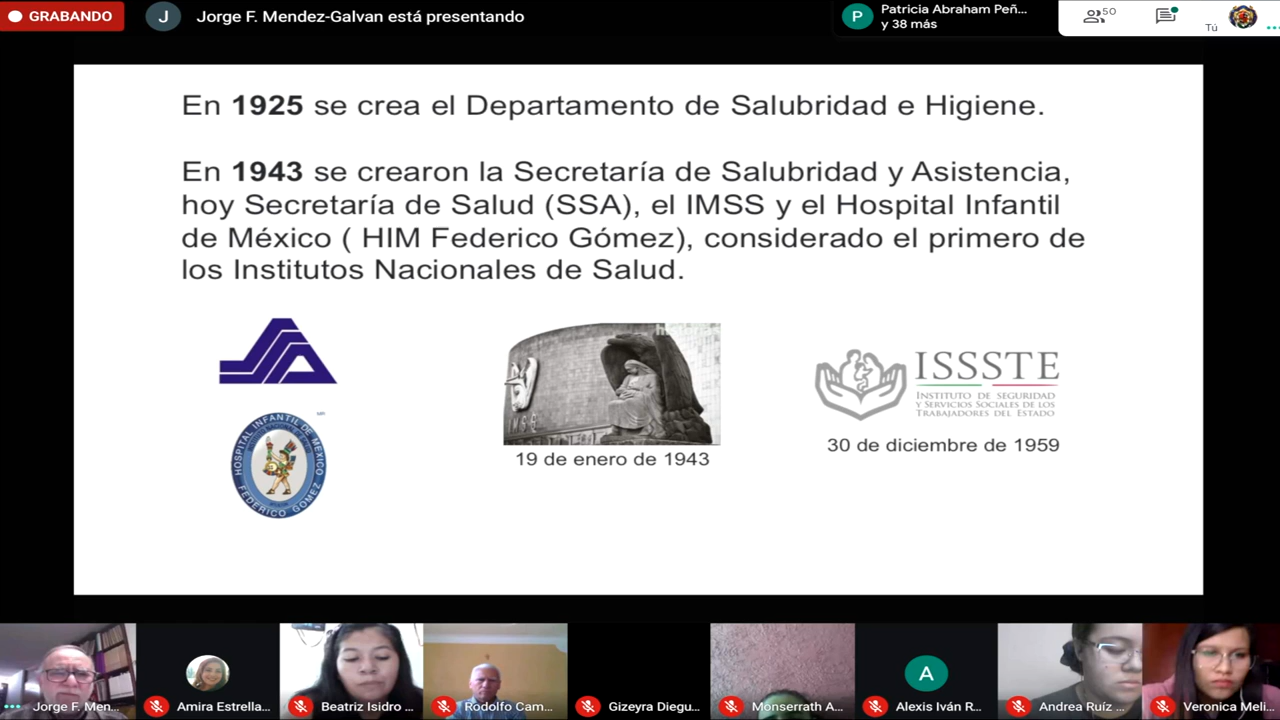 GRABANDO
J
Jorge F. Mendez-Galvan está presentando
P
Patricia Abraham Peñ...
y 38 más
50
Tú
En 1925 se crea el Departamento de Salubridad e Higiene.
En 1943 se crearon la Secretaría de Salubridad y Asistencia,
hoy Secretaría de Salud (SSA), el IMSS y el Hospital Infantil
de México ( HIM Federico Gómez), considerado el primero de
los Institutos Nacionales de Salud.
HOSPITAL INFANTIL DE MEXICO
FEDERICO GOMEZ
IMSS
19 de enero de 1943
ISSSTE
INSTITUTO DE SEGURIDAD
Y SERVICIOS SOCIALES DE LOS
TRABAJADORES DEL ESTADO
30 de diciembre de 1959
A
Jorge F. Men...
Amira Estrella...
Beatriz Isidro ...
Rodolfo Cam...
Gizeyra Diegu...
Monserrath A...
Alexis Iván R...
Andrea Ruíz ...
Veronica Meli...